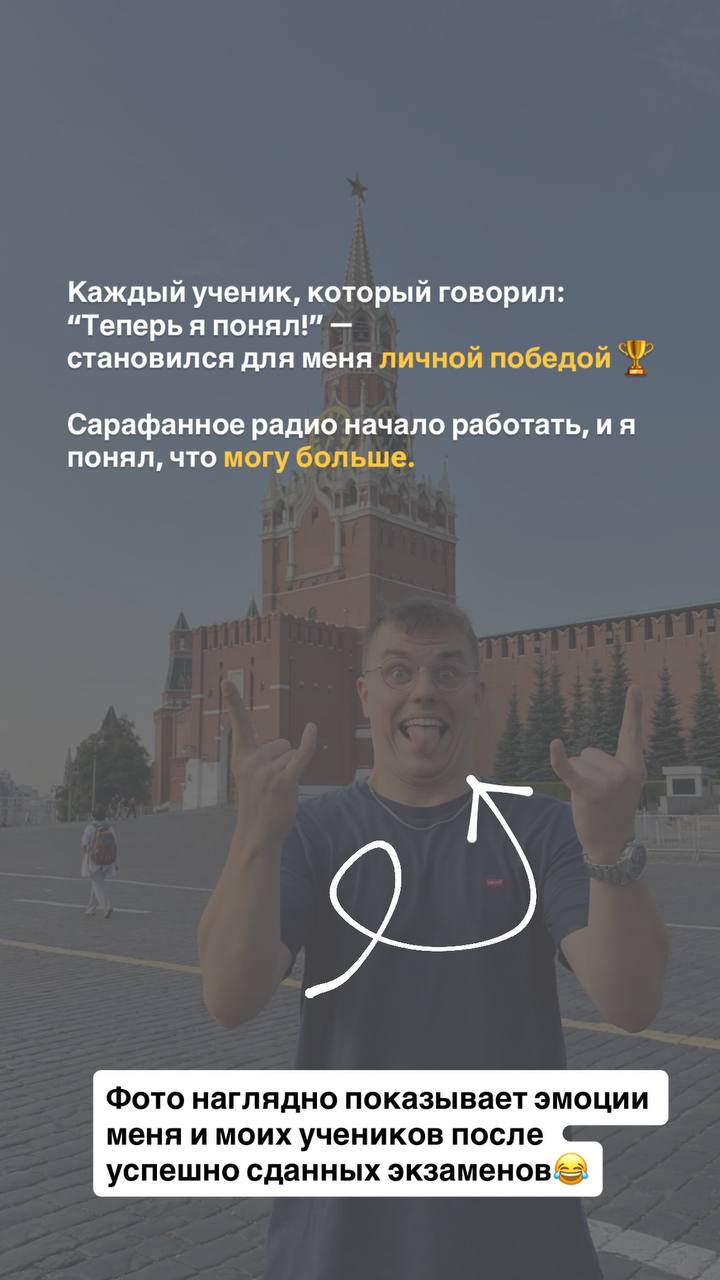 Каждый ученик, который говорил:
“Теперь я понял!” —
становился для меня личной победой 🏆
Сарафанное радио начало работать, и я
понял, что могу больше.
Фото наглядно показывает эмоции
меня и моих учеников после
успешно сданных экзаменов😂